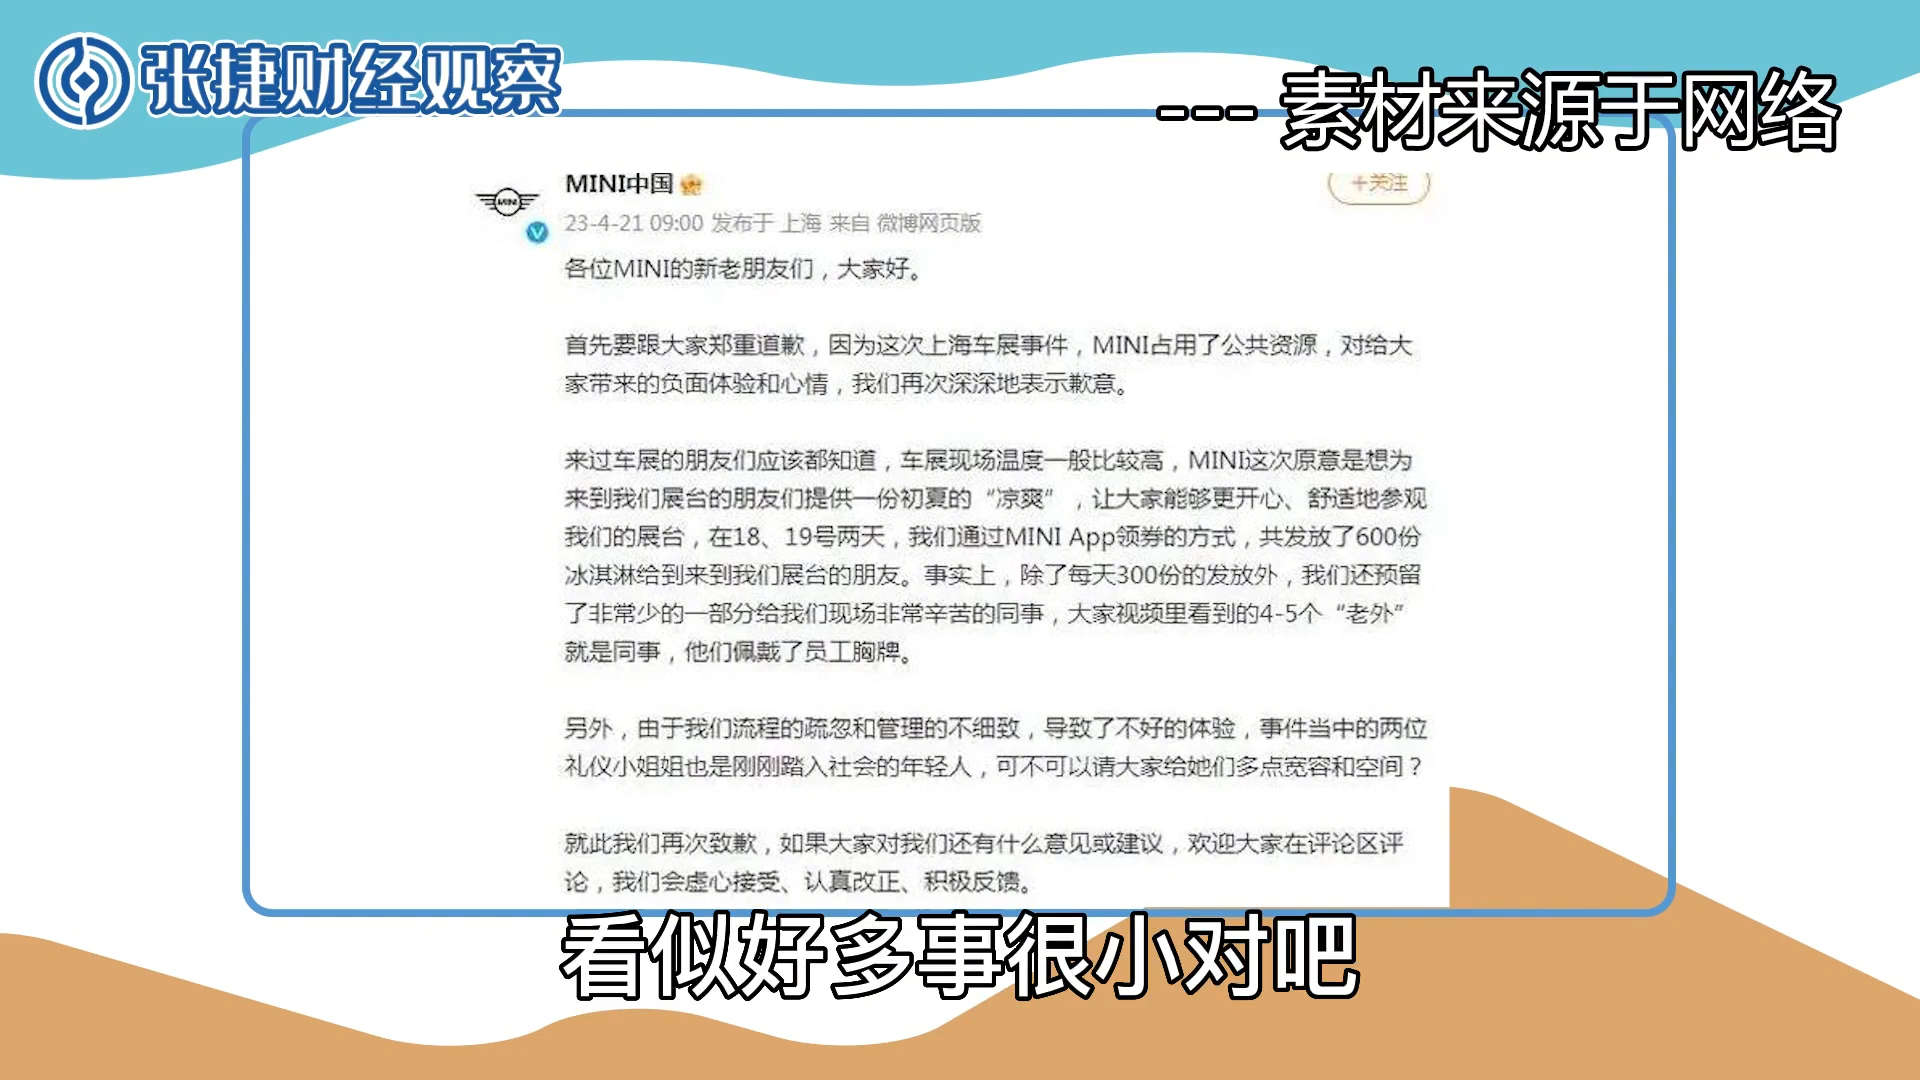 张捷财经观察
--- 素材来源于网络
MINI中国
+关注
MINI
23-4-21 09:00 发布于 上海 来自 微博网页版
各位MINI的新老朋友们，大家好。
首先要跟大家郑重道歉，因为这次上海车展事件，MINI占用了公共资源，对给大
家带来的负面体验和心情，我们再次深深地表示歉意。
来过车展的朋友们应该都知道，车展现场温度一般比较高，MINI这次原意是想为
来到我们展台的朋友们提供一份初夏的“凉爽”，让大家能够更开心、舒适地参观
我们的展台，在18、19号两天，我们通过MINI App领券的方式，共发放了600份
冰淇淋给到来到我们展台的朋友。事实上，除了每天300份的发放外，我们还预留
了非常少的一部分给我们现场非常辛苦的同事，大家视频里看到的4-5个“老外”
就是同事，他们佩戴了员工胸牌。
另外，由于我们流程的疏忽和管理的不细致，导致了不好的体验，事件当中的两位
礼仪小姐姐也是刚刚踏入社会的年轻人，可不可以请大家给她们多点宽容和空间？
就此我们再次致歉，如果大家对我们还有什么意见或建议，欢迎大家在评论区评
论，我们会虚心接受、认真改正、积极反馈。
看似好多事很小对吧